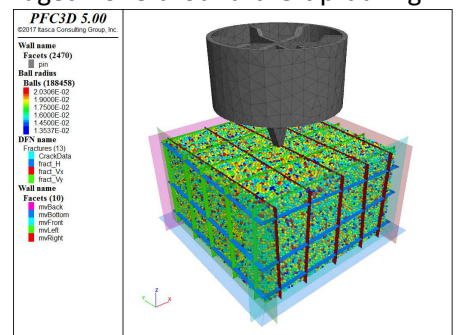 PFC3D 5.00
©2017 Itasca Consulting Group, Inc.
Wall name
Facets (2470)
pin
Ball radius
Balls (188458)
2.0306E-02
1.9000E-02
1.7500E-02
1.6000E-02
1.4500E-02
1.3537E-02
DFN name
Fractures (13)
CrackData
fract_H
fract_Vx
fract_Vy
Wall name
Facets (10)
mvBack
mvBottom
mvFront
mvLeft
mvRight
Z
Y
X